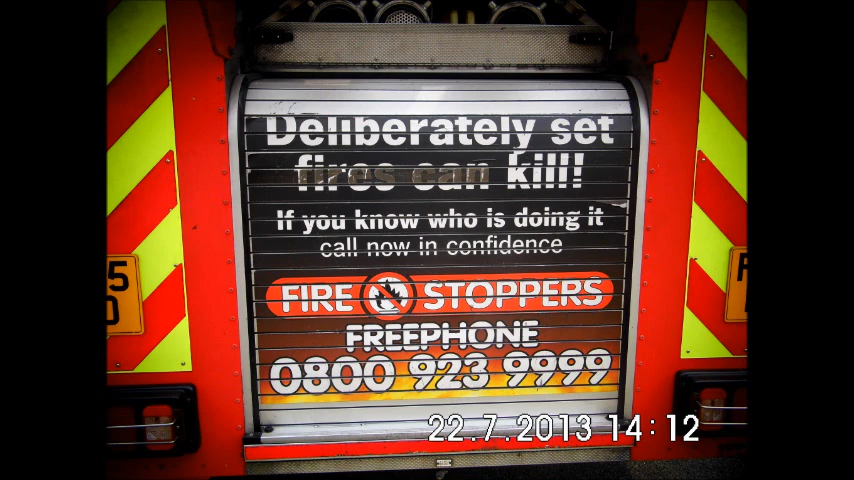 Deliberately set
fires can kill!
If you know who is doing it
call now in confidence
FIRE STOPPERS
FREEPHONE
0800 923 9999
22.7.2013 14:12